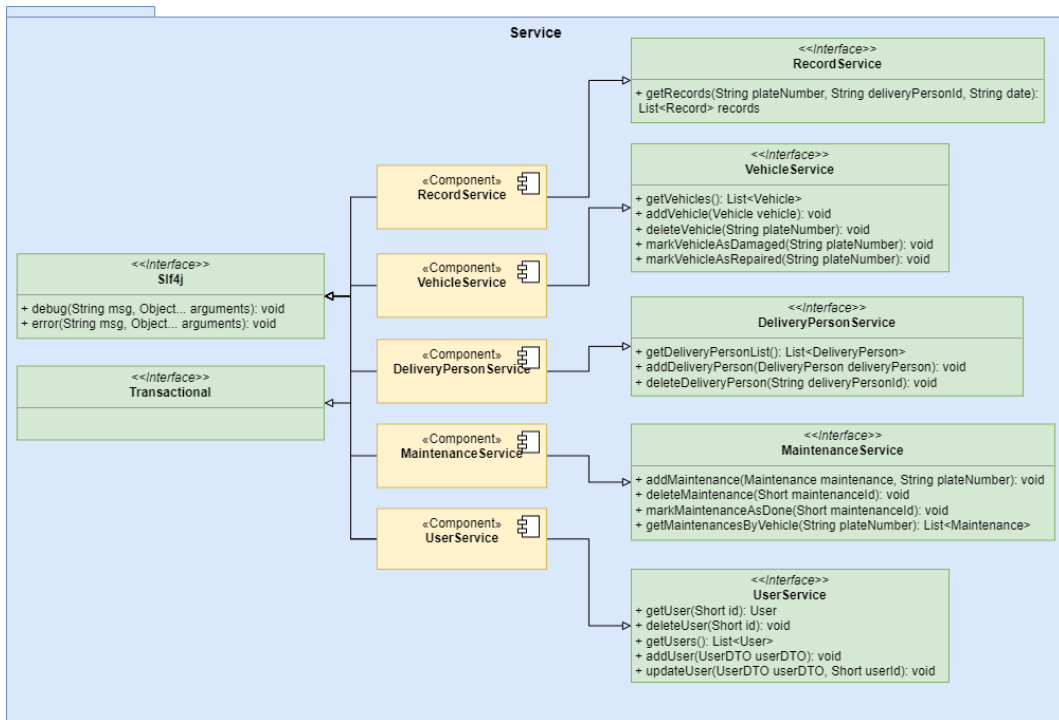 Service
<<Interface>>
RecordService
+ getRecords(String plateNumber, String deliveryPersonId, String date):
List<Record> records
<<Interface>>
VehicleService
+ getVehicles(): List<Vehicle>
+ addVehicle(Vehicle vehicle): void
+ deleteVehicle(String plateNumber): void
+ markVehicleAsDamaged(String plateNumber): void
+ markVehicleAsRepaired(String plateNumber): void
«Component»
RecordService
«Component»
VehicleService
<<Interface>>
Slf4j
+ debug(String msg, Object... arguments): void
+ error(String msg, Object... arguments): void
<<Interface>>
DeliveryPersonService
+ getDeliveryPersonList(): List<DeliveryPerson>
+ addDeliveryPerson(DeliveryPerson deliveryPerson): void
+ deleteDeliveryPerson(String deliveryPersonId): void
«Component»
DeliveryPersonService
<<Interface>>
Transactional
«Component»
MaintenanceService
<<Interface>>
MaintenanceService
+ addMaintenance(Maintenance maintenance, String plateNumber): void
+ deleteMaintenance(Short maintenanceId): void
+ markMaintenanceAsDone(Short maintenanceId): void
+ getMaintenancesByVehicle(String plateNumber): List<Maintenance>
«Component»
UserService
<<Interface>>
UserService
+ getUser(Short id): User
+ deleteUser(Short id): void
+ getUsers(): List<User>
+ addUser(UserDTO userDTO): void
+ updateUser(UserDTO userDTO, Short userId): void